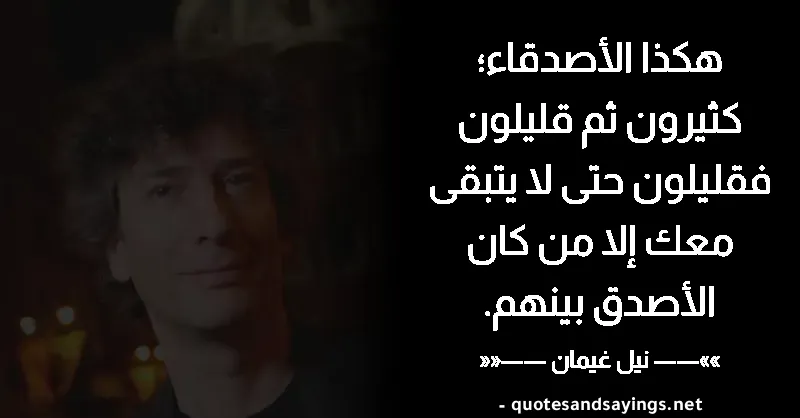 هكذا الأصدقاء؛
كثيرون ثم قليلون
فقليلون حتى لا يتبقى
معك إلا من كان
الأصدق بينهم.
»»——— نيل غيمان ———««
- quotesandsayings.net